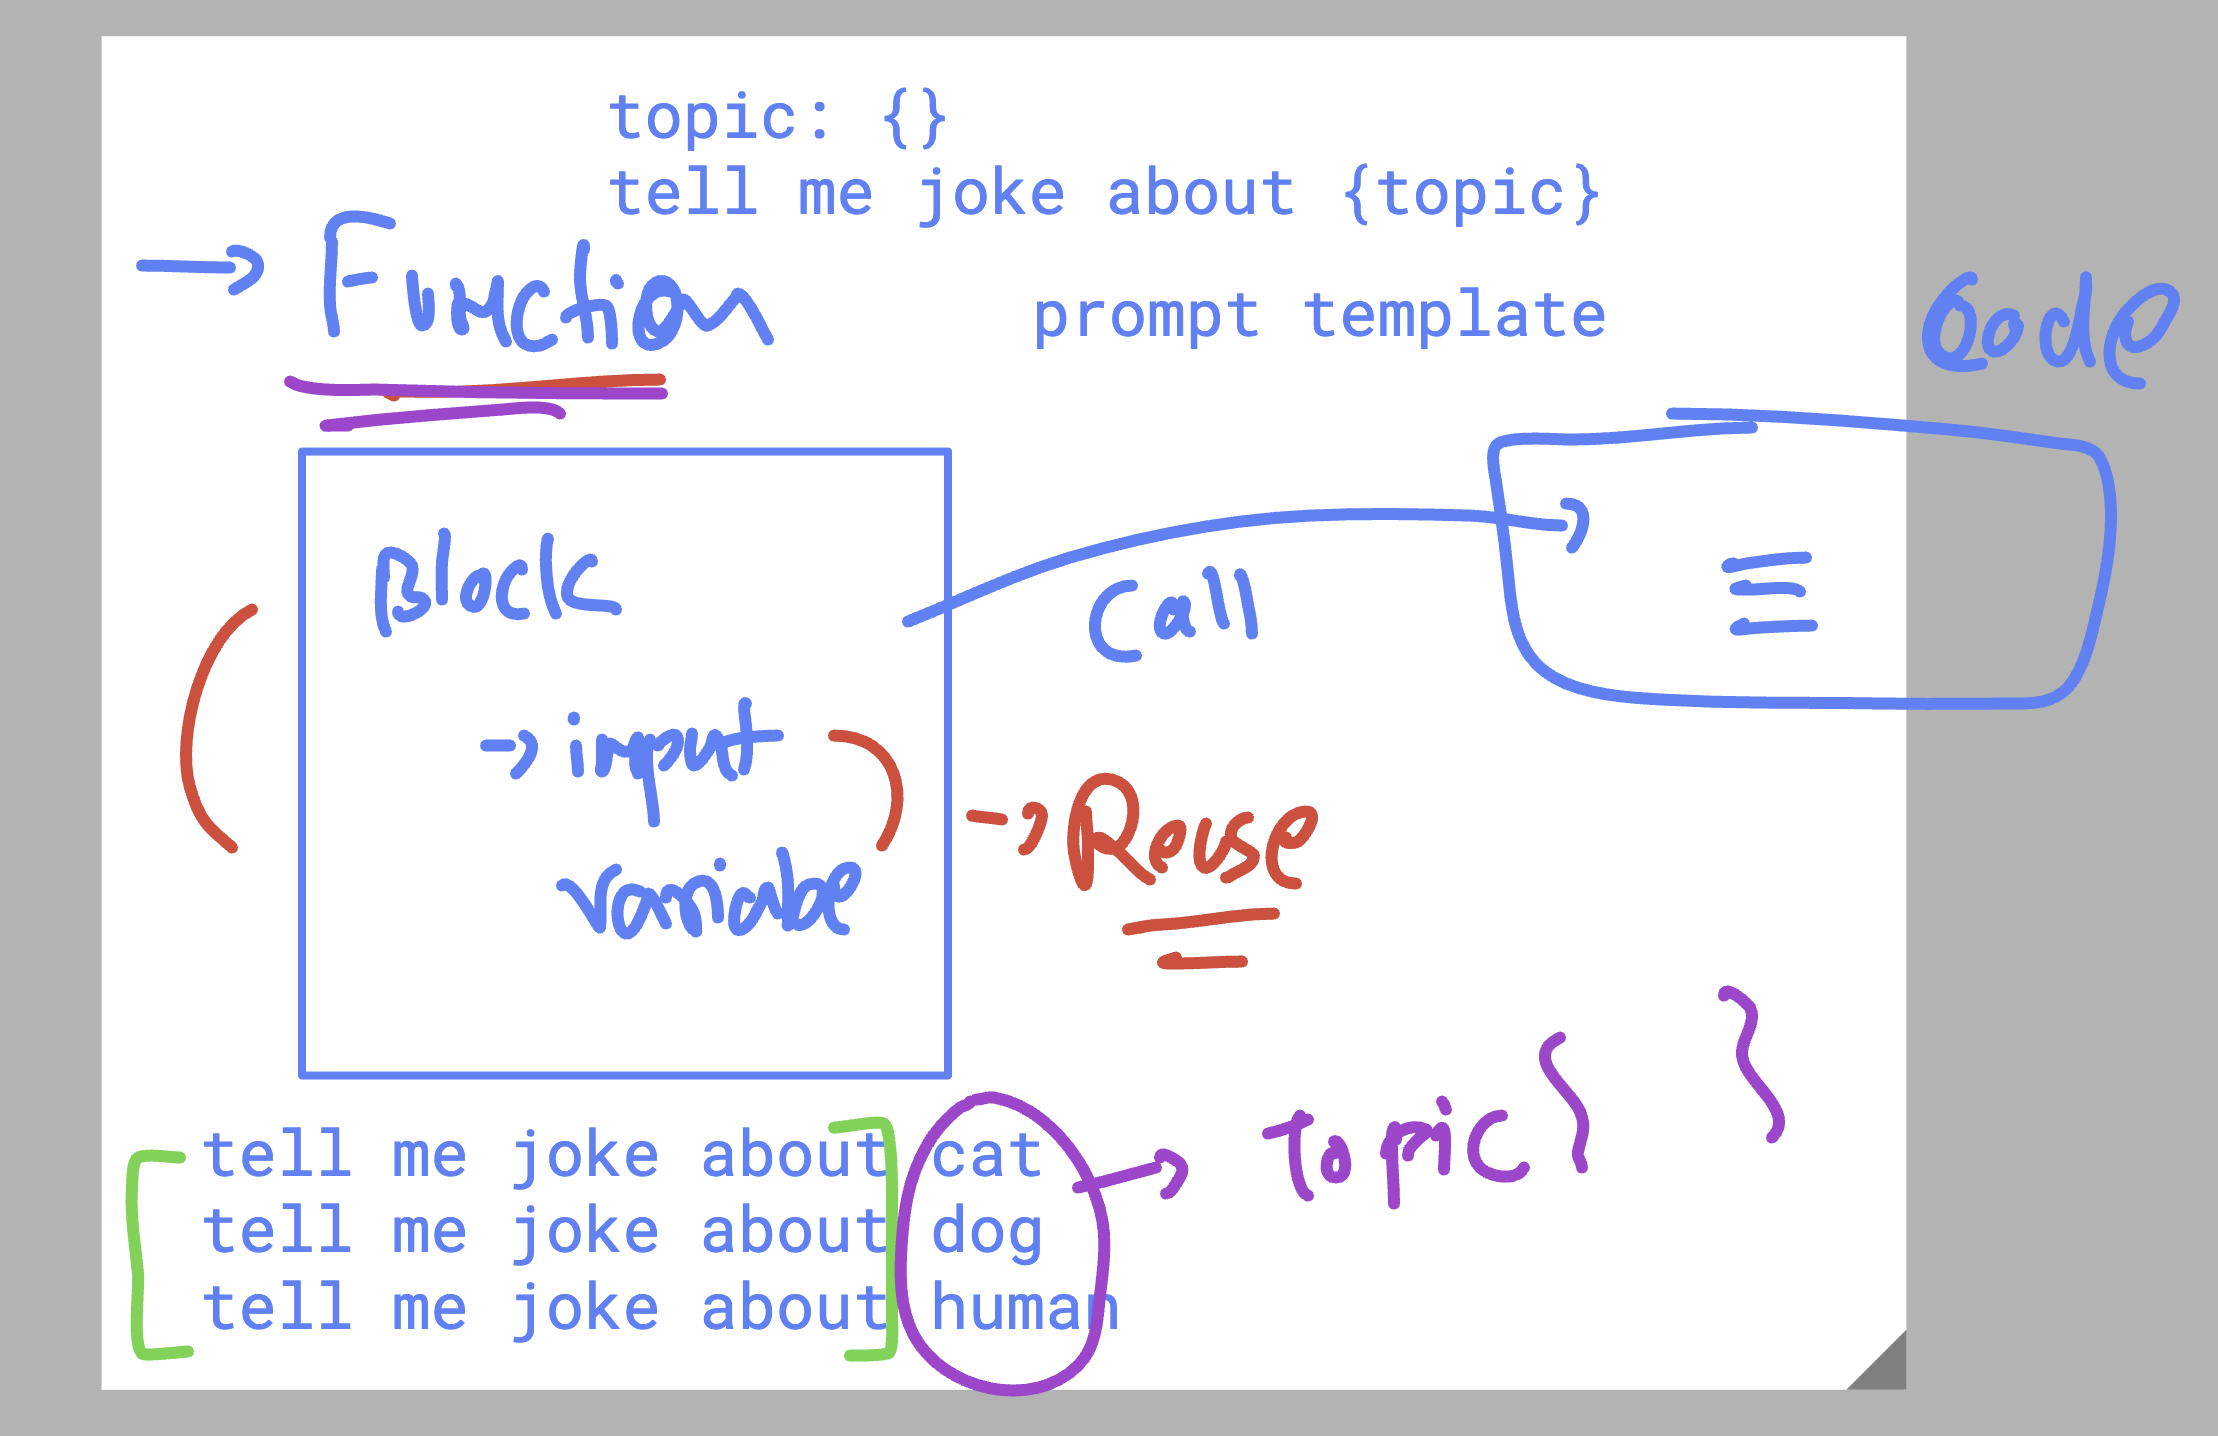 topic: {}
tell me joke about {topic}
→ Function
prompt template
Code
Block
Call
→ input
variable
→ Reuse
tell me joke about cat → Topic { }
tell me joke about dog
tell me joke about human